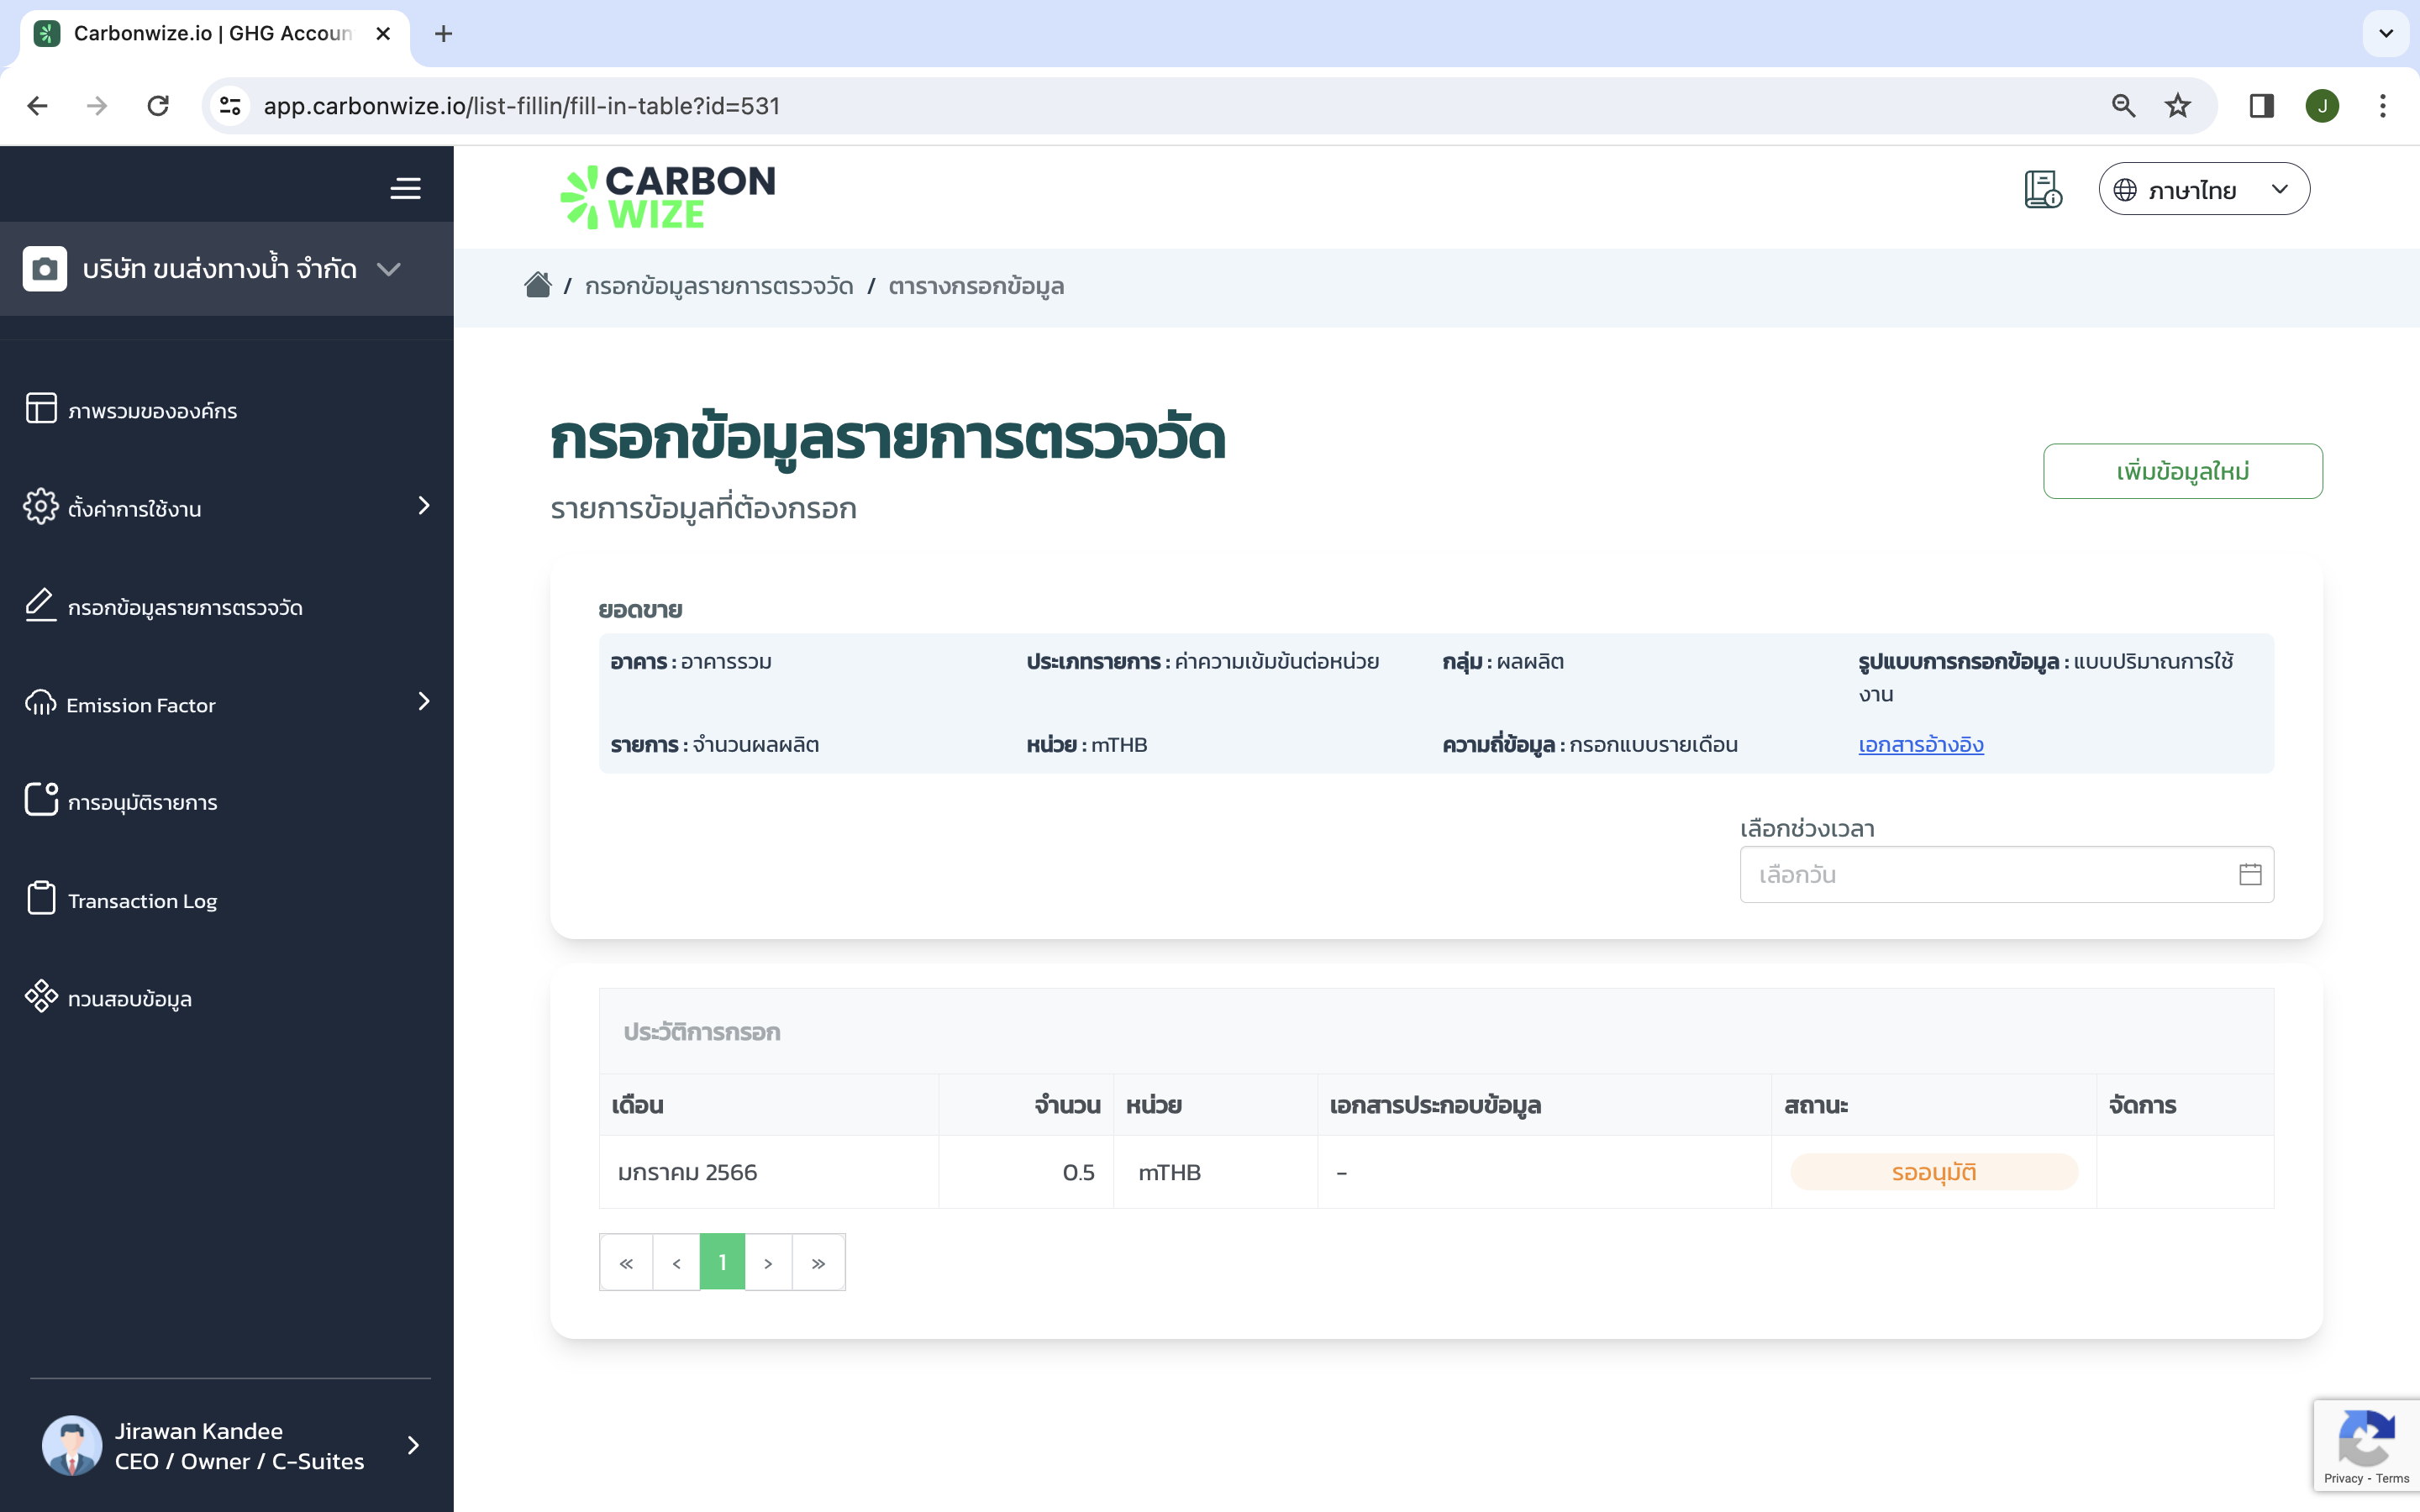 Carbonwize.io | GHG Accoun
app.carbonwize.io/list-fillin/fill-in-table?id=531
J
CARBON
WIZE
ภาษาไทย
บริษัท ขนส่งทางน้ำ จำกัด
/ กรอกข้อมูลรายการตรวจวัด / ตารางกรอกข้อมูล
ภาพรวมขององค์กร
ตั้งค่าการใช้งาน
กรอกข้อมูลรายการตรวจวัด
Emission Factor
การอนุมัติรายการ
Transaction Log
ทวนสอบข้อมูล
Jirawan Kandee
CEO / Owner / C-Suites
กรอกข้อมูลรายการตรวจวัด
รายการข้อมูลที่ต้องกรอก
เพิ่มข้อมูลใหม่
ยอดขาย
อาคาร : อาคารรวม ประเภทรายการ : ค่าความเข้มข้นต่อหน่วย กลุ่ม : ผลผลิต รูปแบบการกรอกข้อมูล : แบบปริมาณการใช้
งาน
รายการ : จำนวนผลผลิต หน่วย : mTHB ความถี่ข้อมูล : กรอกแบบรายเดือน เอกสารอ้างอิง
เลือกช่วงเวลา
เลือกวัน
ประวัติการกรอก
เดือน จำนวน หน่วย เอกสารประกอบข้อมูล สถานะ จัดการ
มกราคม 2566 0.5 mTHB - รออนุมัติ
« < 1 > »
Privacy - Terms